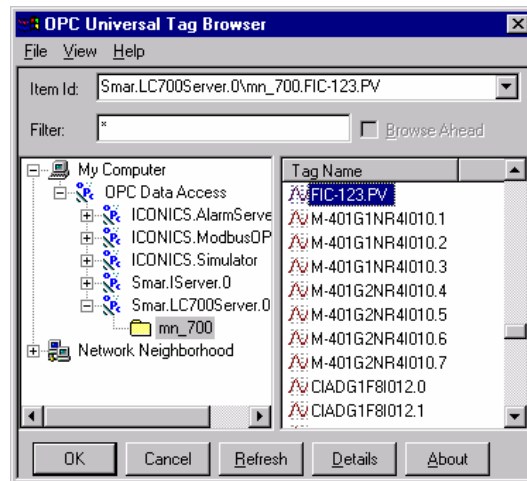 OPC Universal Tag Browser
File View Help
Item Id: Smar.LC700Server.0\mn_700.FIC-123.PV
Filter: * Browse Ahead
My Computer
OPC Data Access
ICONICS.AlarmServe
ICONICS.ModbusOP
ICONICS.Simulator
Smar.IServer.0
Smar.LC700Server.0
mn_700
Network Neighborhood
Tag Name
FIC-123.PV
M-401G1NR4I010.1
M-401G1NR4I010.2
M-401G1NR4I010.3
M-401G2NR4I010.4
M-401G2NR4I010.5
M-401G2NR4I010.6
M-401G2NR4I010.7
CIADG1F8I012.0
CIADG1F8I012.1
OK Cancel Refresh Details About